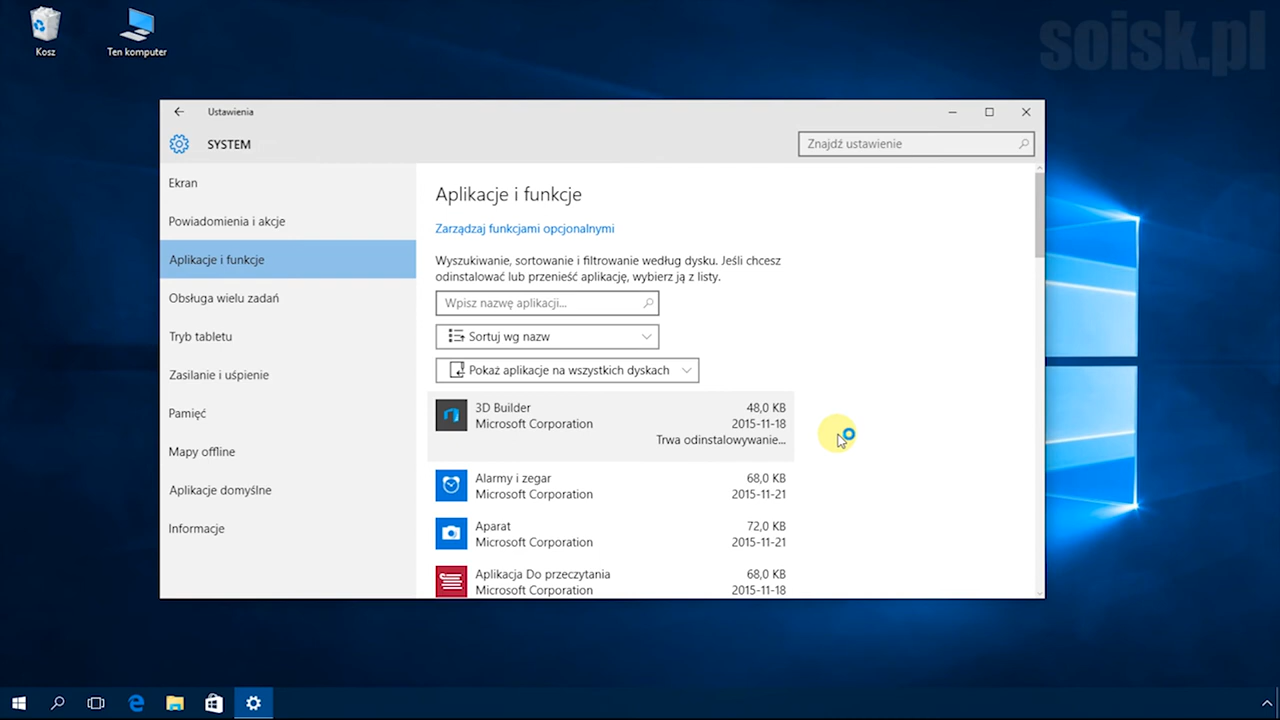 soisk.pl
Kosz
Ten komputer
Ustawienia
SYSTEM
Znajdź ustawienie
Ekran
Powiadomienia i akcje
Aplikacje i funkcje
Obsługa wielu zadań
Tryb tabletu
Zasilanie i uśpienie
Pamięć
Mapy offline
Aplikacje domyślne
Informacje
Aplikacje i funkcje
Zarządzaj funkcjami opcjonalnymi
Wyszukiwanie, sortowanie i filtrowanie według dysku. Jeśli chcesz
odinstalować lub przenieść aplikację, wybierz ją z listy.
Wpisz nazwę aplikacji...
Sortuj wg nazw
Pokaż aplikacje na wszystkich dyskach
3D Builder 48,0 KB
Microsoft Corporation 2015-11-18
Trwa odinstalowywanie...
Alarmy i zegar 68,0 KB
Microsoft Corporation 2015-11-21
Aparat 72,0 KB
Microsoft Corporation 2015-11-21
Aplikacja Do przeczytania 68,0 KB
Microsoft Corporation 2015-11-18